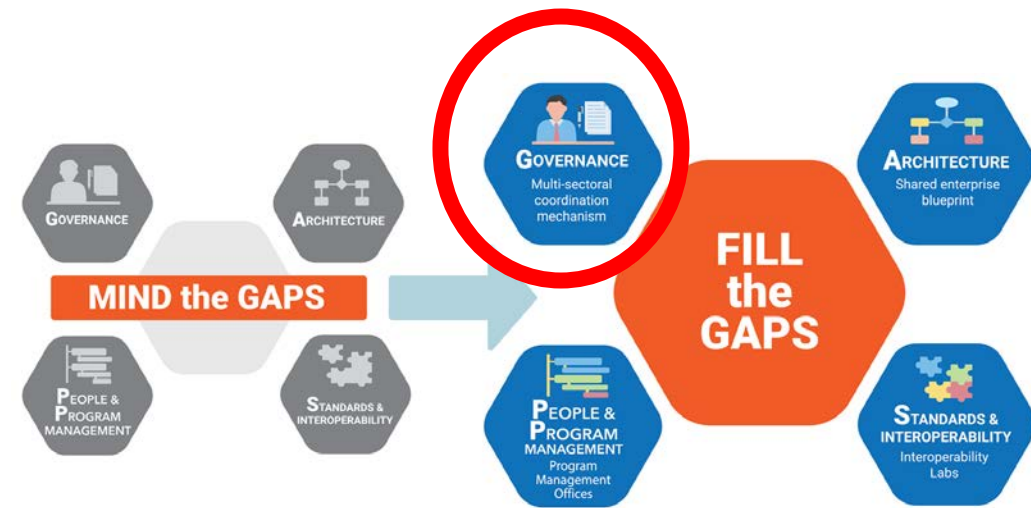 GOVERNANCE
ARCHITECTURE
MIND the GAPS
PEOPLE &
PROGRAM
MANAGEMENT
STANDARDS &
INTEROPERABILITY
GOVERNANCE
Multi-sectoral
coordination
mechanism
ARCHITECTURE
Shared enterprise
blueprint
FILL
the
GAPS
PEOPLE &
PROGRAM
MANAGEMENT
Program
Management
Offices
STANDARDS &
INTEROPERABILITY
Interoperability
Labs